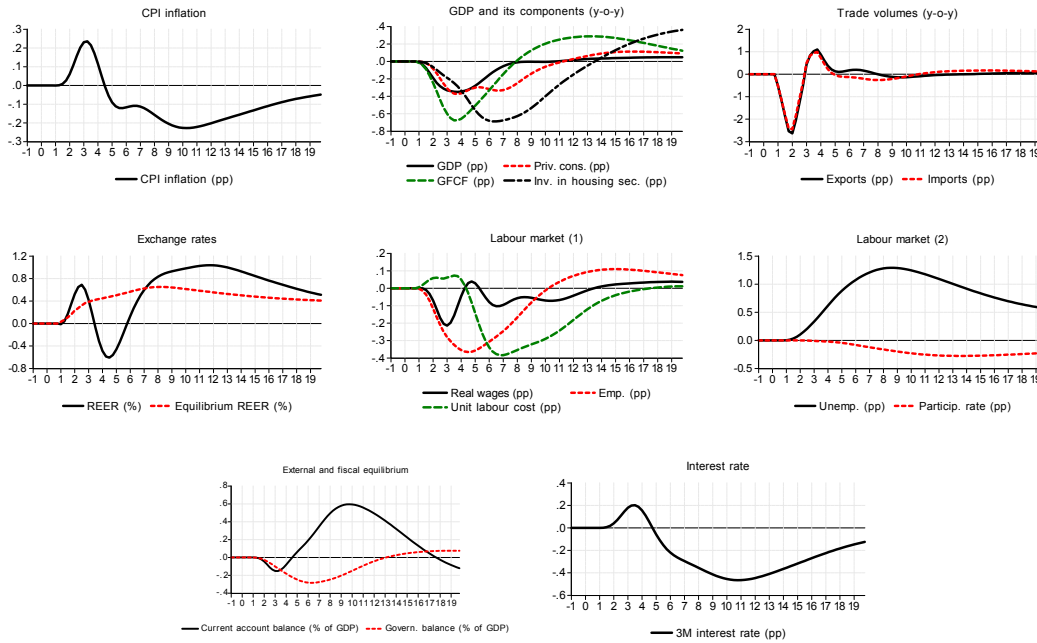 CPI inflation
.3
.2
.1
.0
-.1
-.2
-.3
-1 0 1 2 3 4 5 6 7 8 9 10 11 12 13 14 15 16 17 18 19
CPI inflation (pp)
GDP and its components (y-o-y)
.4
.2
.0
-.2
-.4
-.6
-.8
-1 0 1 2 3 4 5 6 7 8 9 10 11 12 13 14 15 16 17 18 19
GDP (pp) Priv. cons. (pp)
GFCF (pp) Inv. in housing sec. (pp)
Trade volumes (y-o-y)
2
1
0
-1
-2
-3
-1 0 1 2 3 4 5 6 7 8 9 10 11 12 13 14 15 16 17 18 19
Exports (pp) Imports (pp)
Exchange rates
1.2
0.8
0.4
0.0
-0.4
-0.8
-1 0 1 2 3 4 5 6 7 8 9 10 11 12 13 14 15 16 17 18 19
REER (%) Equilibrium REER (%)
Labour market (1)
.2
.1
.0
-.1
-.2
-.3
-.4
-1 0 1 2 3 4 5 6 7 8 9 10 11 12 13 14 15 16 17 18 19
Real wages (pp) Emp. (pp)
Unit labour cost (pp)
Labour market (2)
1.5
1.0
0.5
0.0
-0.5
-1 0 1 2 3 4 5 6 7 8 9 10 11 12 13 14 15 16 17 18 19
Unemp. (pp) Particip. rate (pp)
External and fiscal equilibrium
.8
.6
.4
.2
.0
-.2
-.4
-1 0 1 2 3 4 5 6 7 8 9 10 11 12 13 14 15 16 17 18 19
Current account balance (% of GDP) Govern. balance (% of GDP)
Interest rate
.4
.2
.0
-.2
-.4
-.6
-1 0 1 2 3 4 5 6 7 8 9 10 11 12 13 14 15 16 17 18 19
3M interest rate (pp)